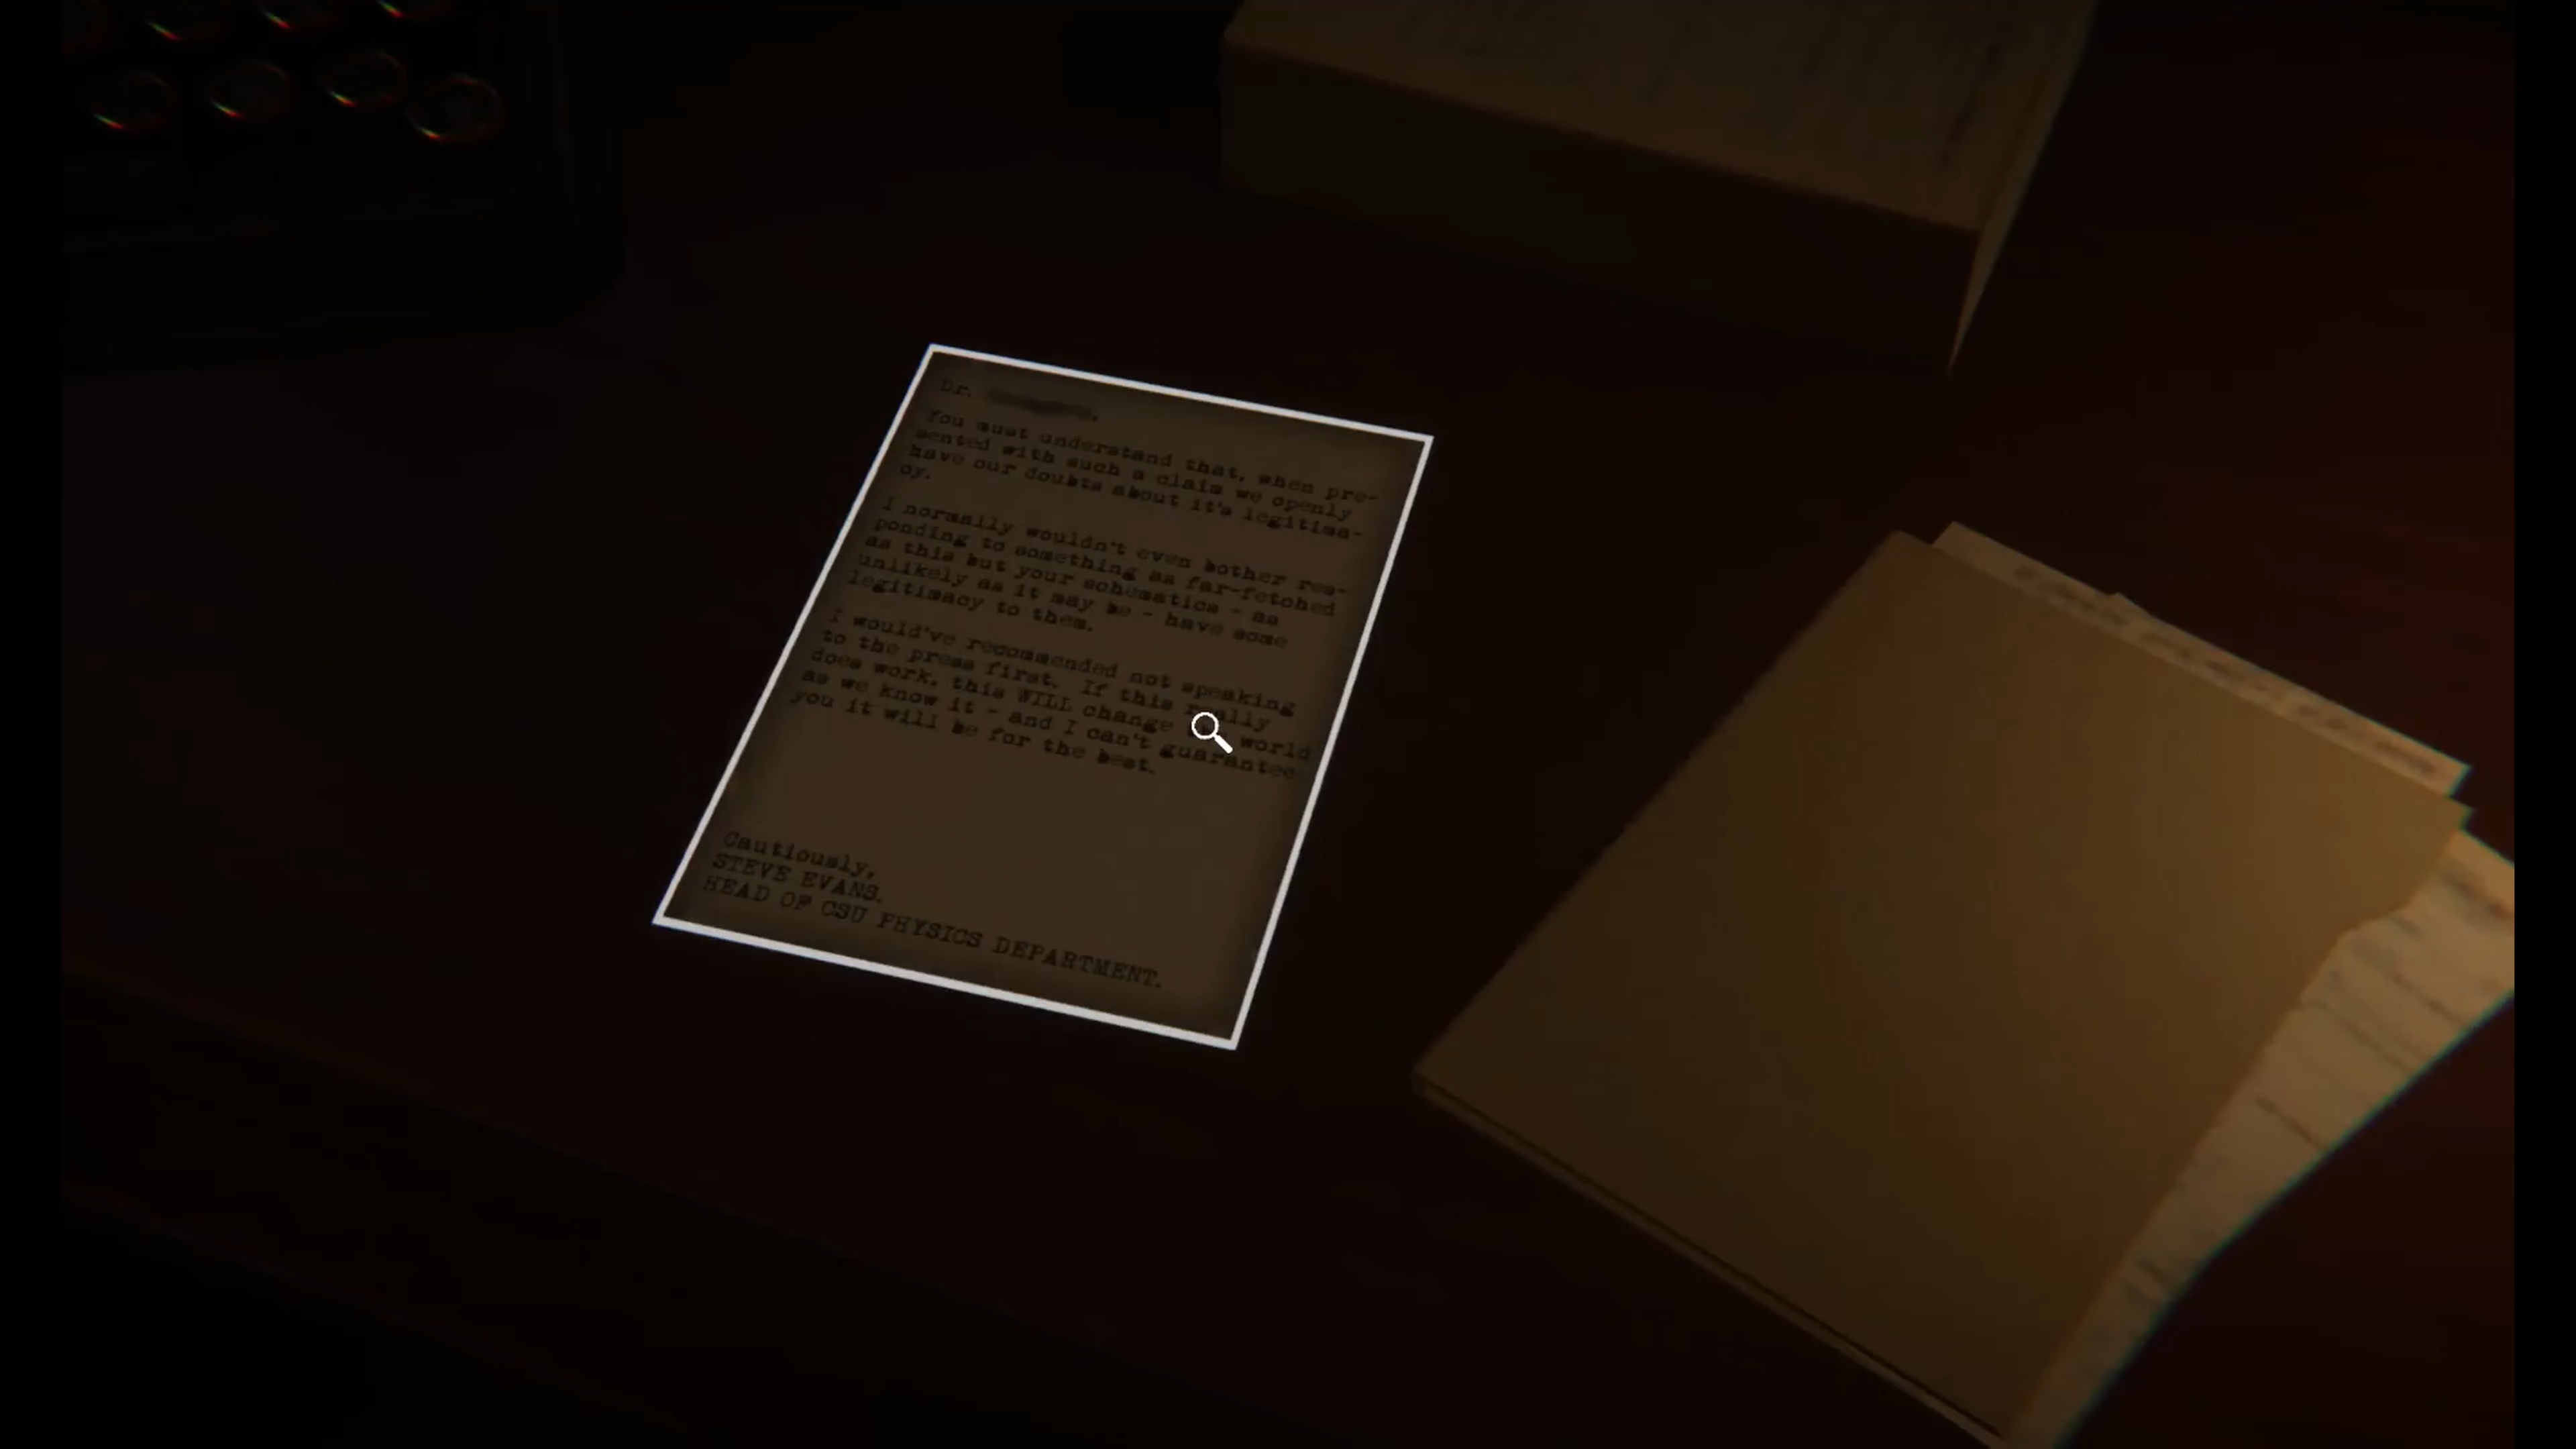 Dr.
You must understand that, when pre-
sented with such a claim we openly
have our doubts about it's legitima-
cy.
I normally wouldn't even bother res-
ponding to something as far-fetched
as this but your schematics - as
unlikely as it may be - have some
legitimacy to them.
I would've recommended not speaking
to the press first. If this really
does work, this WILL change world
as we know it - and I can't guarantee
you it will be for the best.
Cautiously,
STEVE EVANS.
HEAD OF CSU PHYSICS DEPARTMENT.